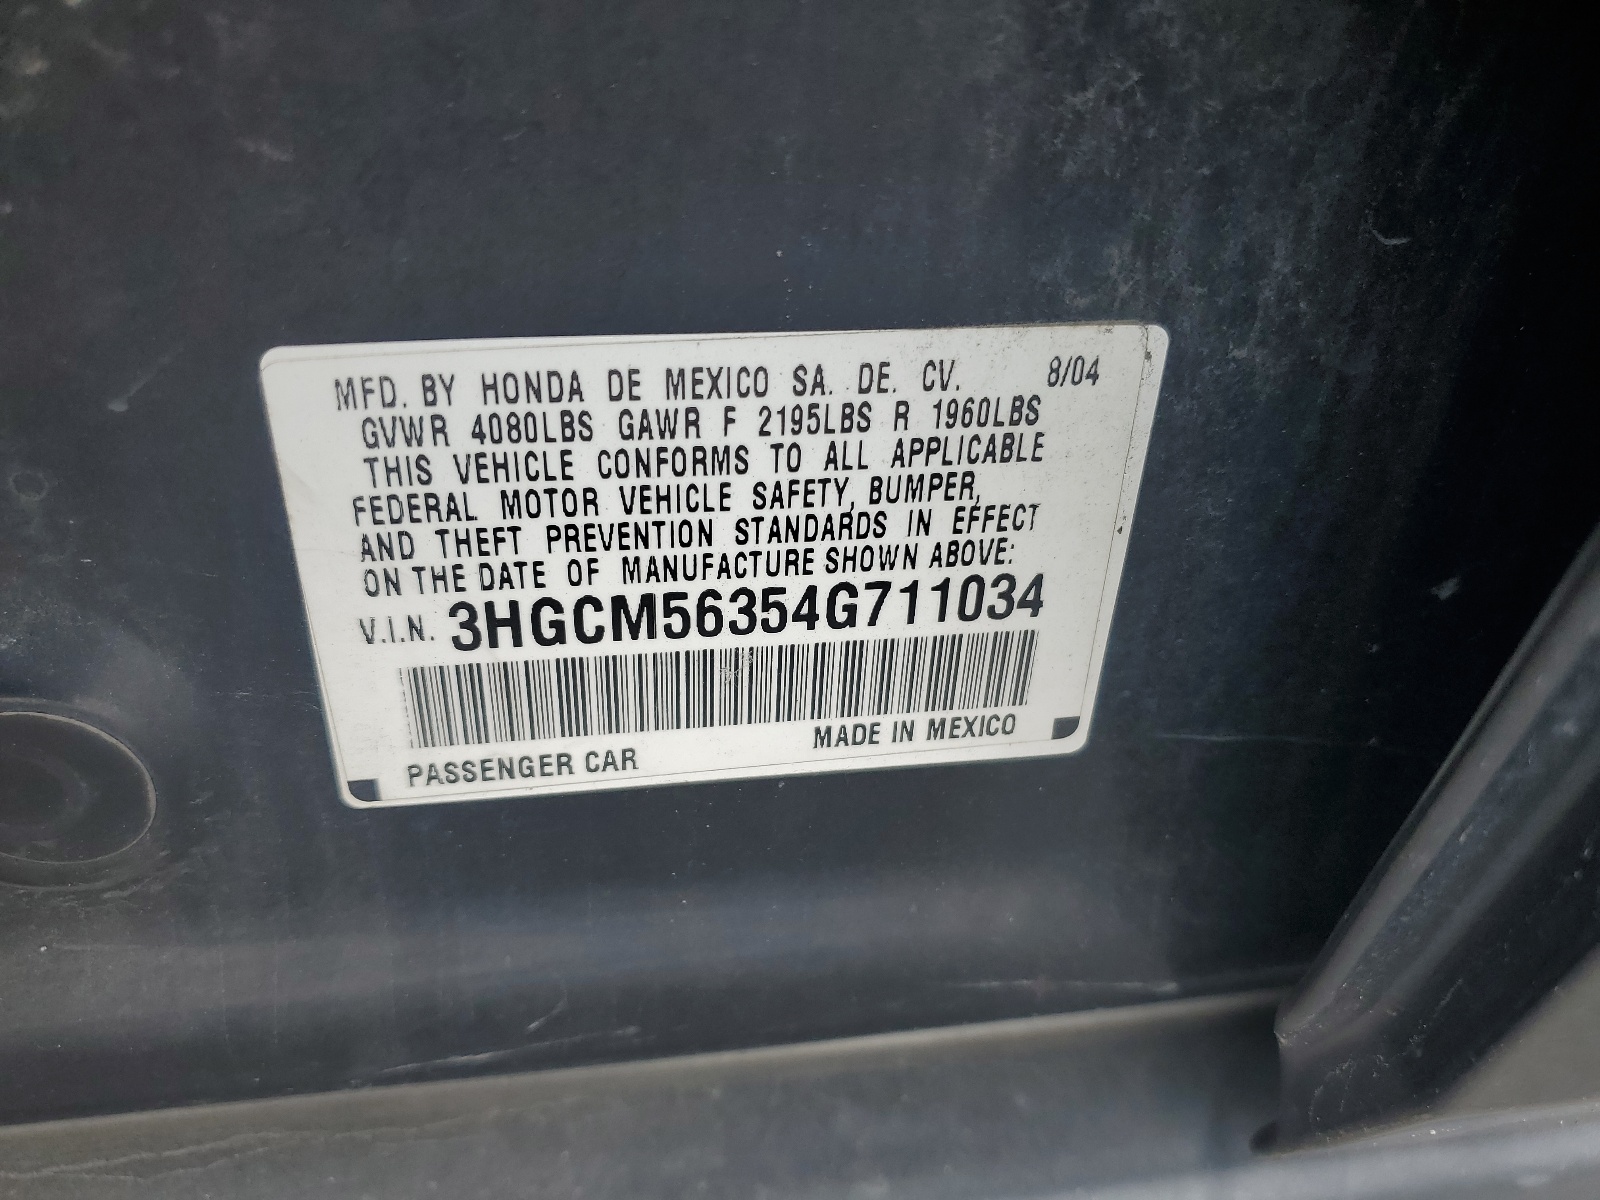 MFD. BY HONDA DE MEXICO SA. DE. CV. 8/04
GVWR 4080LBS GAWR F 2195LBS R 1960LBS
THIS VEHICLE CONFORMS TO ALL APPLICABLE
FEDERAL MOTOR VEHICLE SAFETY, BUMPER,
AND THEFT PREVENTION STANDARDS IN EFFECT
ON THE DATE OF MANUFACTURE SHOWN ABOVE:
V.I.N. 3HGCM56354G711034
MADE IN MEXICO
PASSENGER CAR